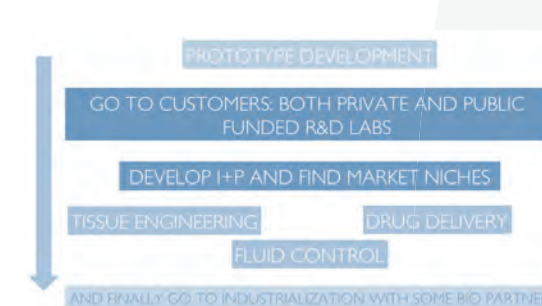 PROTOTYPE DEVELOPMENT
GO TO CUSTOMERS: BOTH PRIVATE AND PUBLIC
FUNDED R&D LABS
DEVELOP I+P AND FIND MARKET NICHES
TISSUE ENGINEERING
DRUG DELIVERY
FLUID CONTROL
AND FINALLY GO TO INDUSTRIALIZATION WITH SOME BIO PARTNE